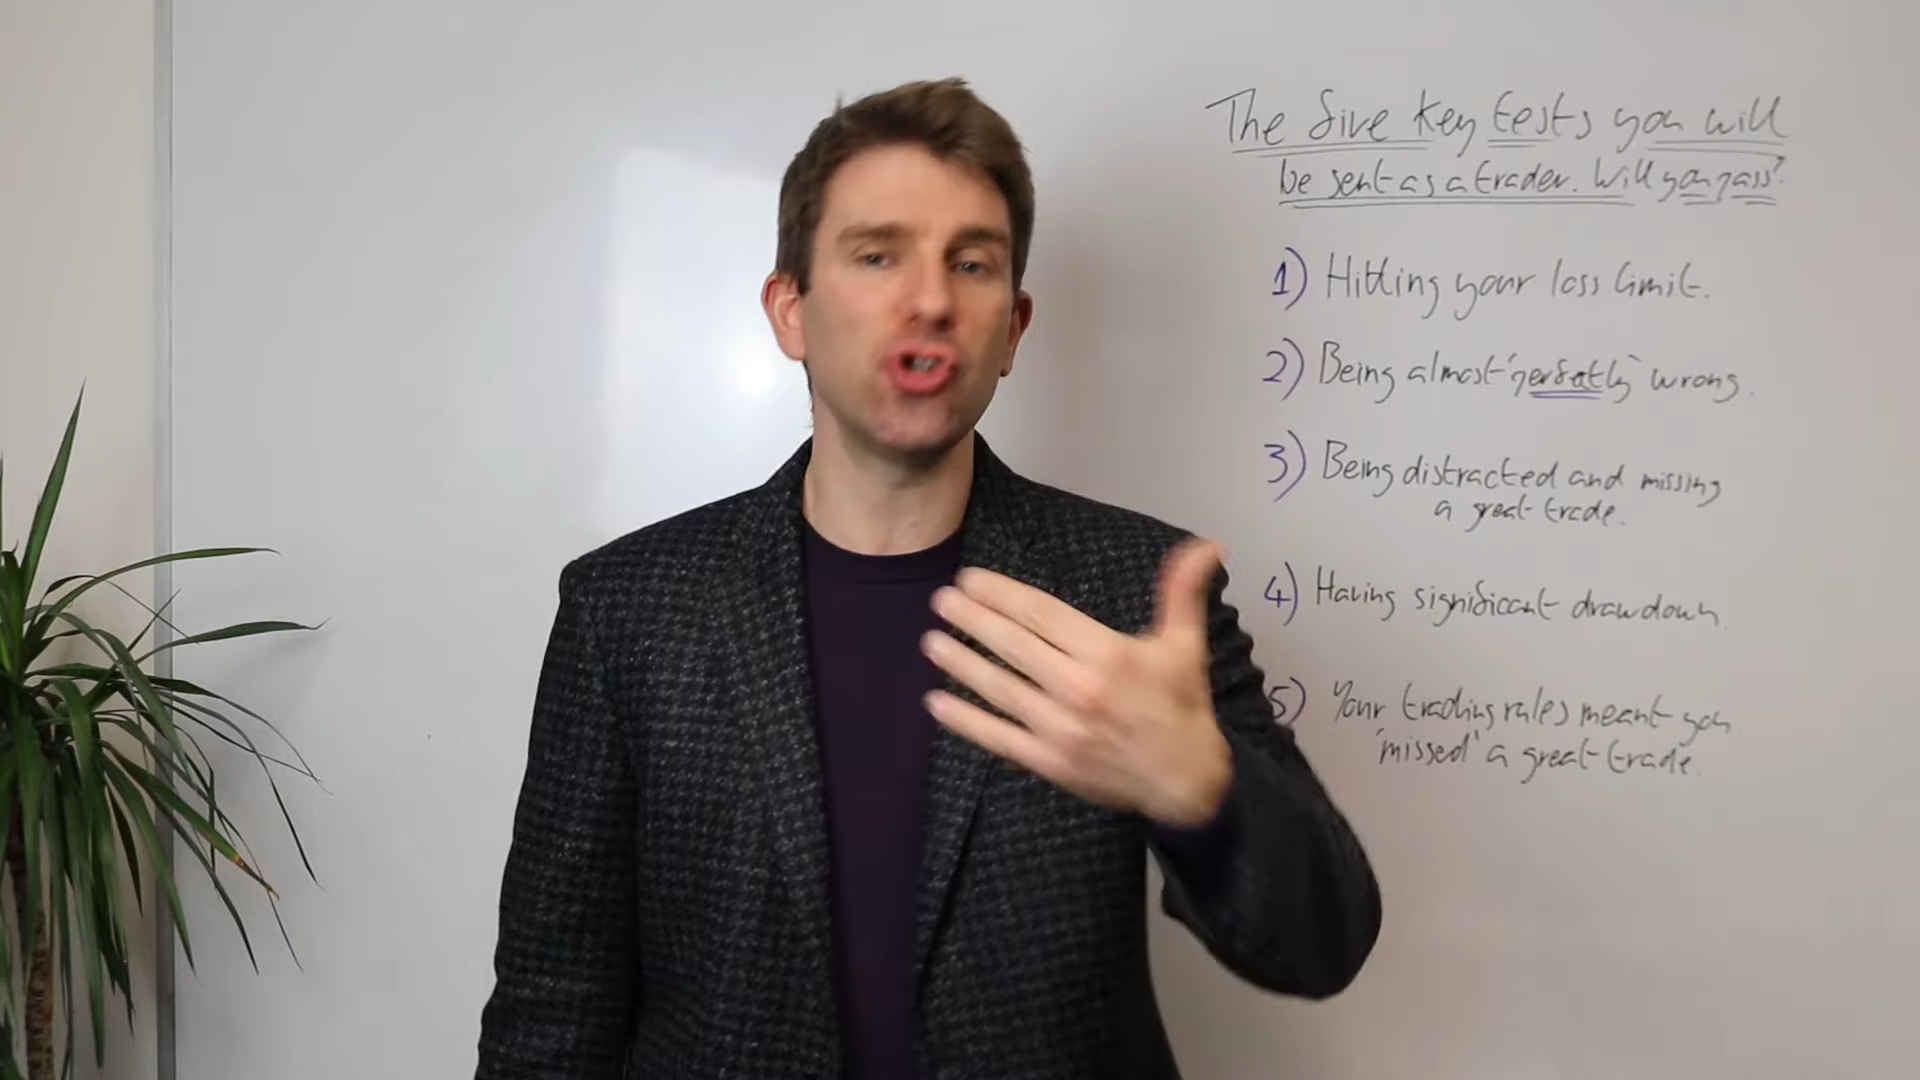 The five key tests you will
be sent as a trader. Will you pass?
1) Hitting your loss limit.
2) Being almost 'perfectly' wrong.
3) Being distracted and missing
a great trade.
4) Having significant drawdown
5) Your trading rules meant you
'missed' a great trade.